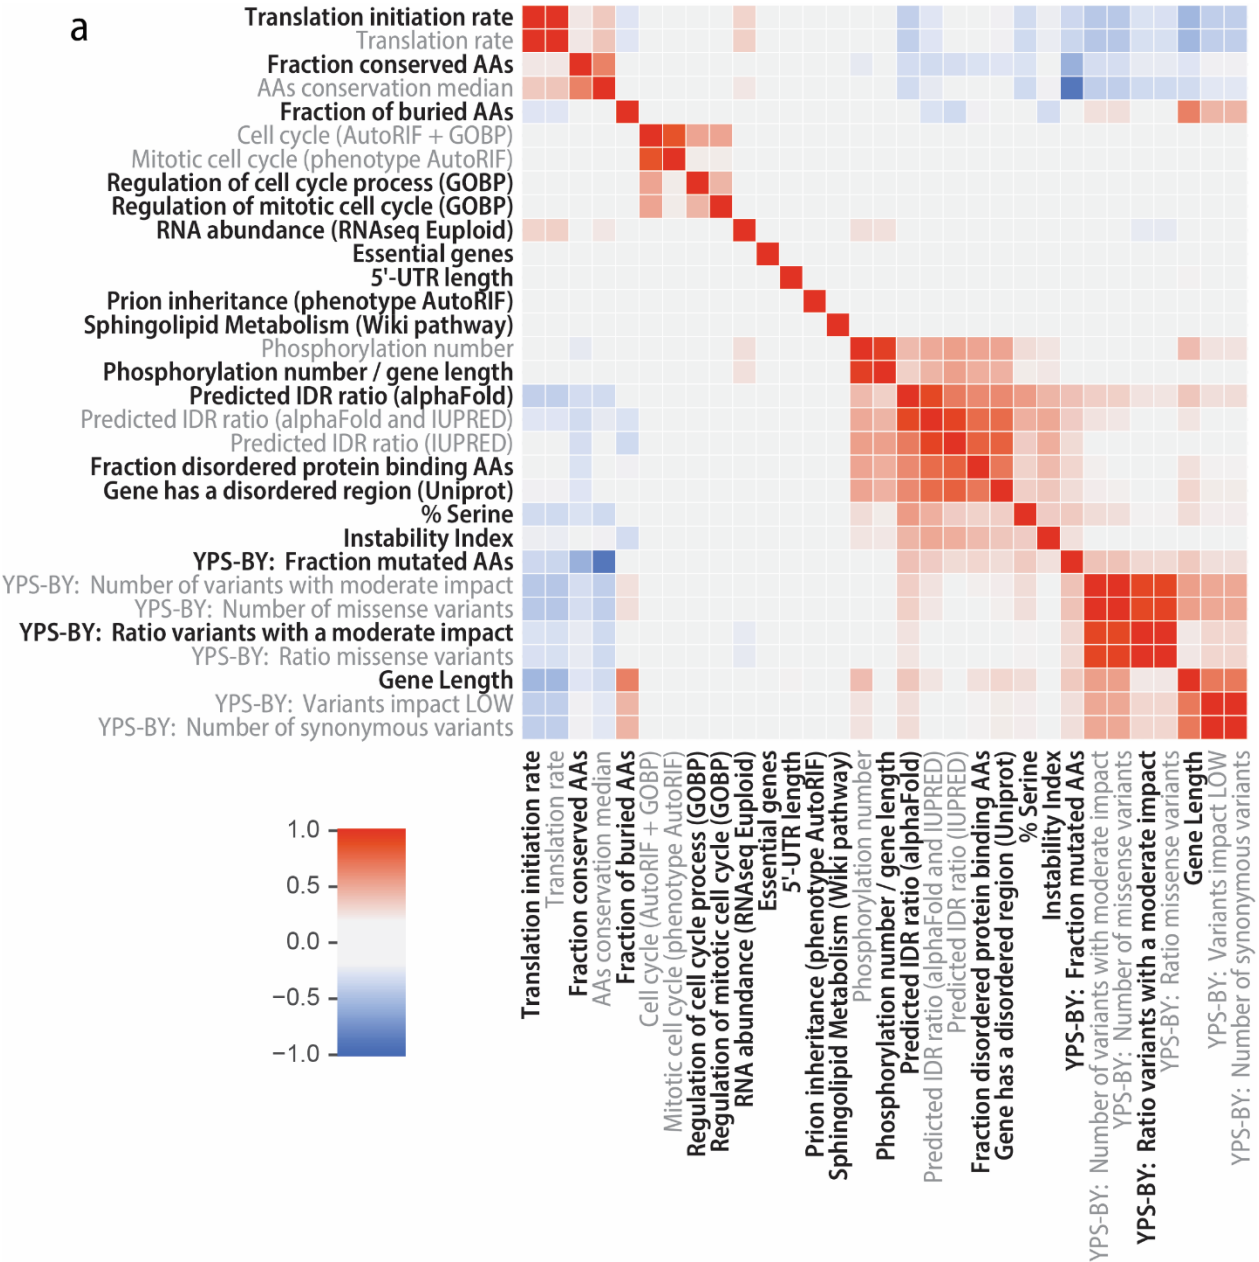 a
Translation initiation rate
Translation rate
Fraction conserved AAs
AAs conservation median
Fraction of buried AAs
Cell cycle (AutoRIF + GOBP)
Mitotic cell cycle (phenotype AutoRIF)
Regulation of cell cycle process (GOBP)
Regulation of mitotic cell cycle (GOBP)
RNA abundance (RNAseq Euploid)
Essential genes
5'-UTR length
Prion inheritance (phenotype AutoRIF)
Sphingolipid Metabolism (Wiki pathway)
Phosphorylation number
Phosphorylation number / gene length
Predicted IDR ratio (alphaFold)
Predicted IDR ratio (alphaFold and IUPRED)
Predicted IDR ratio (IUPRED)
Fraction disordered protein binding AAs
Gene has a disordered region (Uniprot)
% Serine
Instability Index
YPS-BY: Fraction mutated AAs
YPS-BY: Number of variants with moderate impact
YPS-BY: Number of missense variants
YPS-BY: Ratio variants with a moderate impact
YPS-BY: Ratio missense variants
Gene Length
YPS-BY: Variants impact LOW
YPS-BY: Number of synonymous variants
1.0
0.5
0.0
−0.5
−1.0
Translation initiation rate
Translation rate
Fraction conserved AAs
AAs conservation median
Fraction of buried AAs
Cell cycle (AutoRIF + GOBP)
Mitotic cell cycle (phenotype AutoRIF)
Regulation of cell cycle process (GOBP)
Regulation of mitotic cell cycle (GOBP)
RNA abundance (RNAseq Euploid)
Essential genes
5'-UTR length
Prion inheritance (phenotype AutoRIF)
Sphingolipid Metabolism (Wiki pathway)
Phosphorylation number
Phosphorylation number / gene length
Predicted IDR ratio (alphaFold)
Predicted IDR ratio (alphaFold and IUPRED)
Predicted IDR ratio (IUPRED)
Fraction disordered protein binding AAs
Gene has a disordered region (Uniprot)
% Serine
Instability Index
YPS-BY: Fraction mutated AAs
YPS-BY: Number of variants with moderate impact
YPS-BY: Number of missense variants
YPS-BY: Ratio variants with a moderate impact
YPS-BY: Ratio missense variants
Gene Length
YPS-BY: Variants impact LOW
YPS-BY: Number of synonymous variants